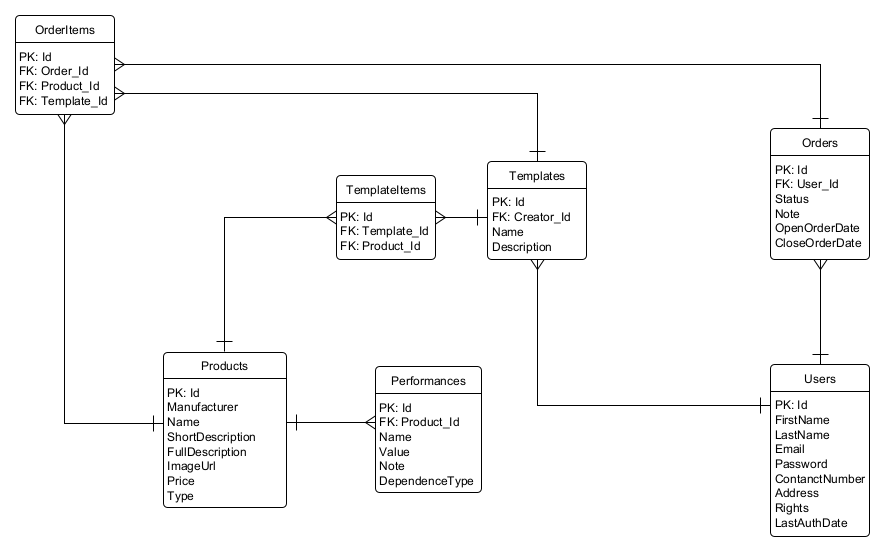 OrderItems
PK: Id
FK: Order_Id
FK: Product_Id
FK: Template_Id
Orders
PK: Id
FK: User_Id
Status
Note
OpenOrderDate
CloseOrderDate
Templates
PK: Id
FK: Creator_Id
Name
Description
TemplateItems
PK: Id
FK: Template_Id
FK: Product_Id
Products
PK: Id
Manufacturer
Name
ShortDescription
FullDescription
ImageUrl
Price
Type
Performances
PK: Id
FK: Product_Id
Name
Value
Note
DependenceType
Users
PK: Id
FirstName
LastName
Email
Password
ContanctNumber
Address
Rights
LastAuthDate